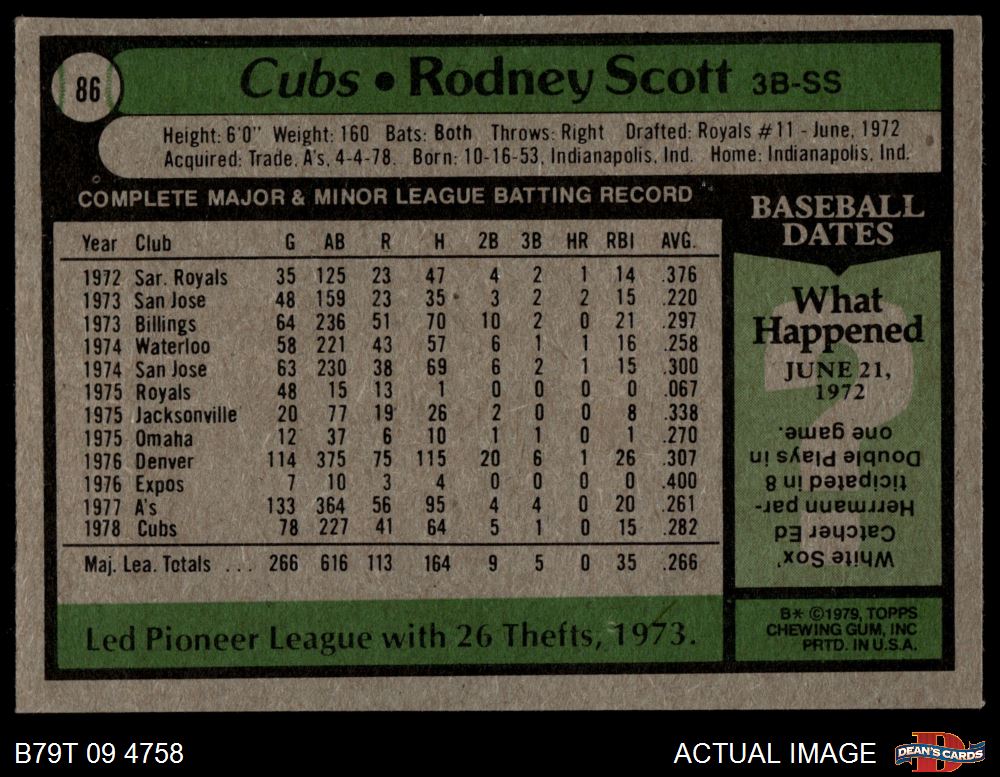 86
Cubs • Rodney Scott 3B-SS
Height: 6'0" Weight: 160 Bats: Both Throws: Right Drafted: Royals #11 - June, 1972
Acquired: Trade, A's, 4-4-78. Born: 10-16-53, Indianapolis, Ind. Home: Indianapolis, Ind.
COMPLETE MAJOR & MINOR LEAGUE BATTING RECORD
Year Club G AB R H 2B 3B HR RBI AVG.
1972 Sar. Royals 35 125 23 47 4 2 1 14 .376
1973 San Jose 48 159 23 35 3 2 2 15 .220
1973 Billings 64 236 51 70 10 2 0 21 .297
1974 Waterloo 58 221 43 57 6 1 1 16 .258
1974 San Jose 63 230 38 69 6 2 1 15 .300
1975 Royals 48 15 13 1 0 0 0 0 .067
1975 Jacksonville 20 77 19 26 2 0 0 8 .338
1975 Omaha 12 37 6 10 1 1 0 1 .270
1976 Denver 114 375 75 115 20 6 1 26 .307
1976 Expos 7 10 3 4 0 0 0 0 .400
1977 A's 133 364 56 95 4 4 0 20 .261
1978 Cubs 78 227 41 64 5 1 0 15 .282
Maj. Lea. Totals . . . 266 616 113 164 9 5 0 35 .266
Led Pioneer League with 26 Thefts, 1973.
BASEBALL
DATES
What
Happened
JUNE 21,
1972
White Sox'
Catcher Ed
Herrmann par-
ticipated in 8
Double Plays in
one game.
B* ©1979, TOPPS
CHEWING GUM, INC
PRTD. IN U.S.A.
B79T 09 4758
ACTUAL IMAGE
DEAN'S CARDS